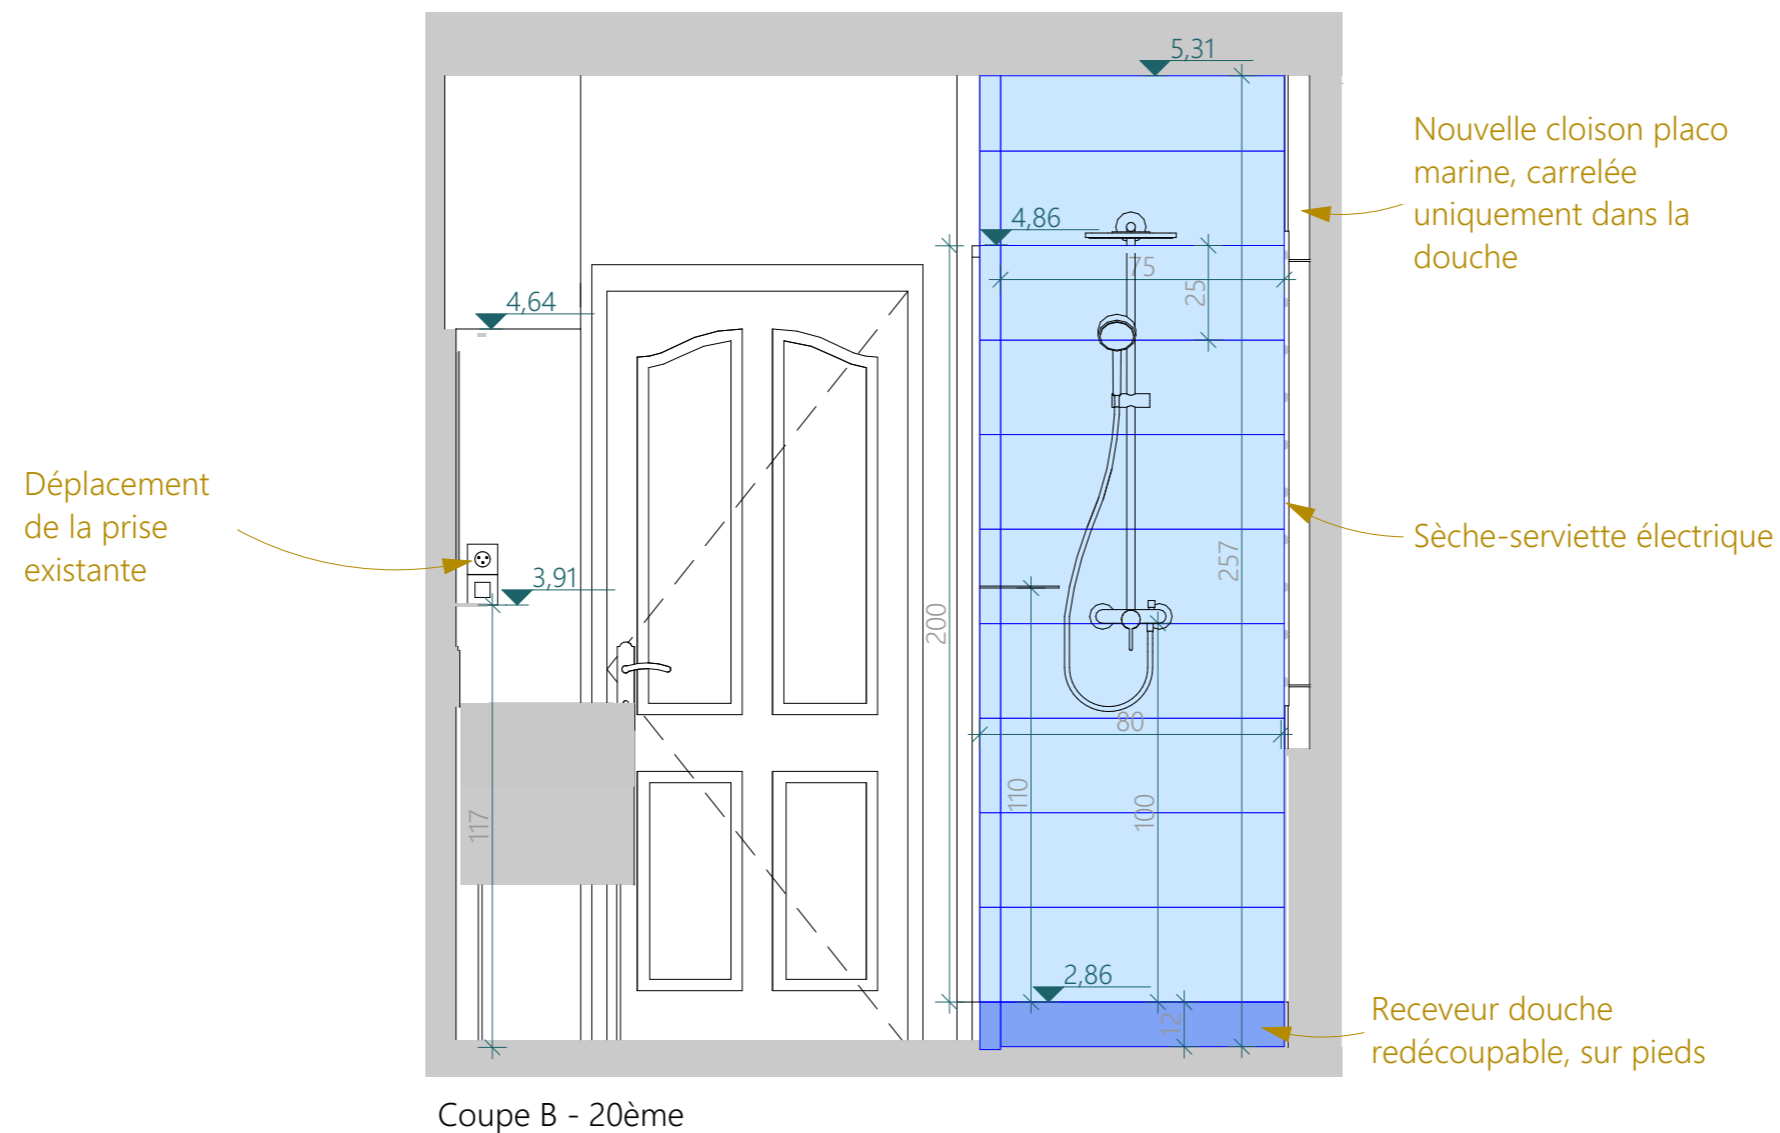 5,31
Nouvelle cloison placo
marine, carrelée
uniquement dans la
douche
4,86
75
25
4,64
Déplacement
de la prise
existante
3,91
Sèche-serviette électrique
257
200
80
110
100
117
2,86
12
Receveur douche
redécoupable, sur pieds
Coupe B - 20ème